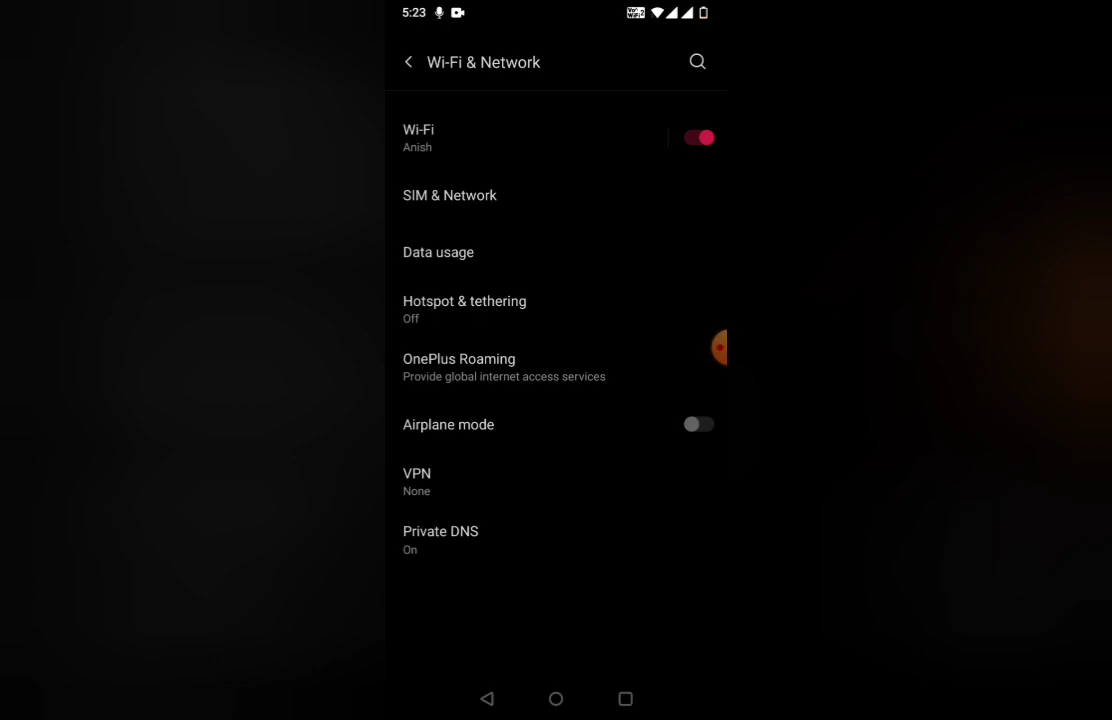 5:23
Wi-Fi & Network
Wi-Fi
Anish
SIM & Network
Data usage
Hotspot & tethering
Off
OnePlus Roaming
Provide global internet access services
Airplane mode
VPN
None
Private DNS
On